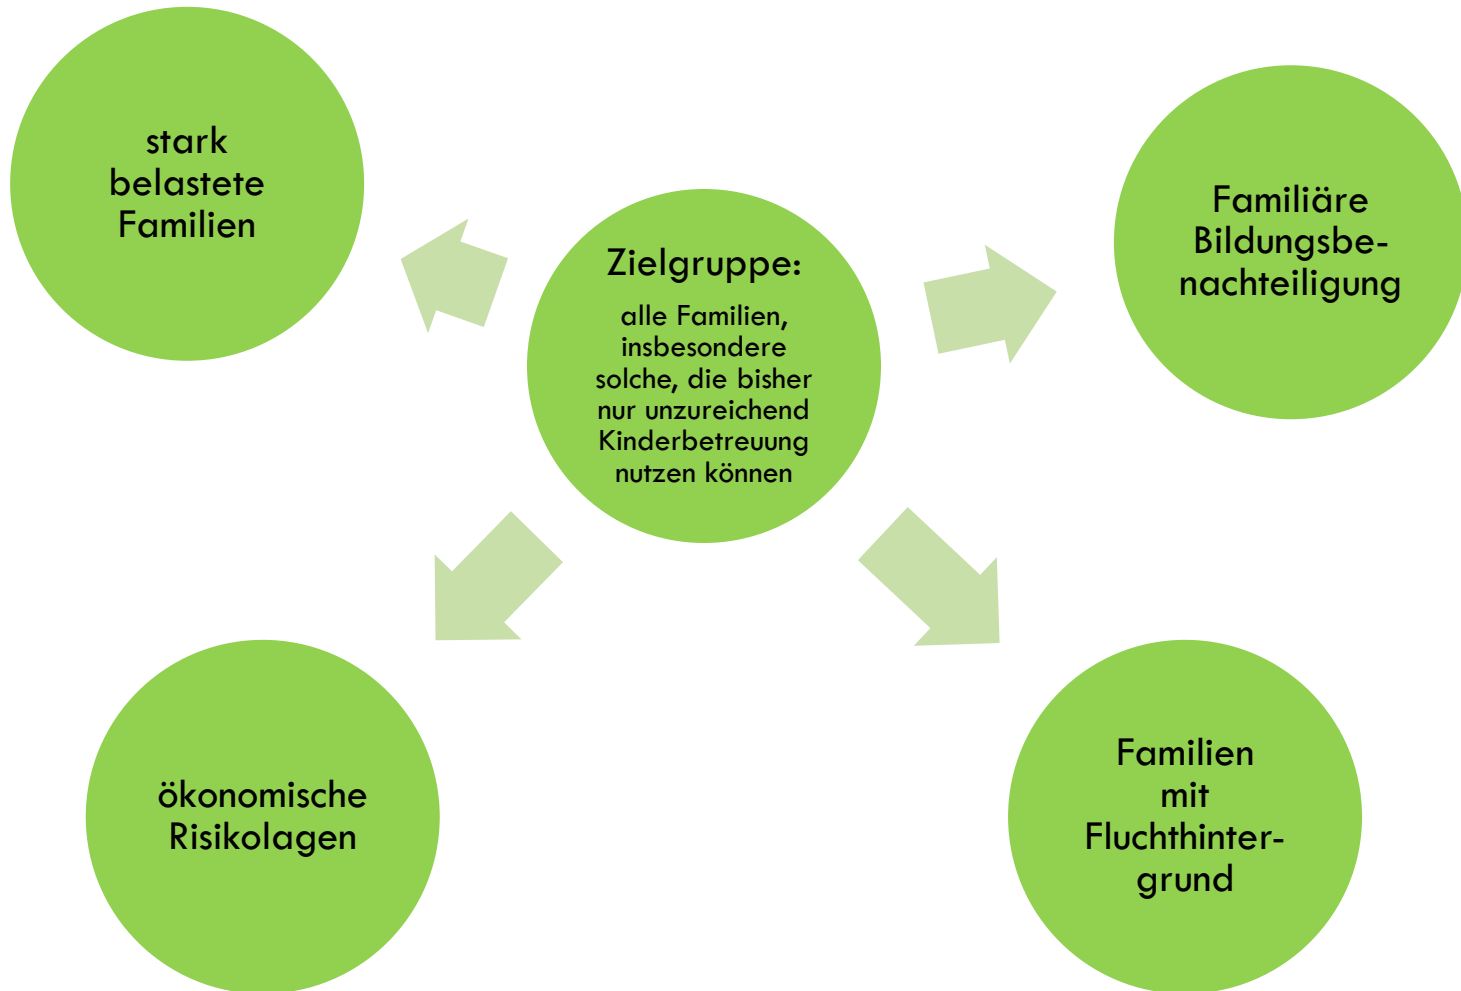 stark
belastete
Familien
Zielgruppe:
alle Familien,
insbesondere
solche, die bisher
nur unzureichend
Kinderbetreuung
nutzen können
Familiäre
Bildungsbe-
nachteiligung
ökonomische
Risikolagen
Familien
mit
Fluchthinter-
grund